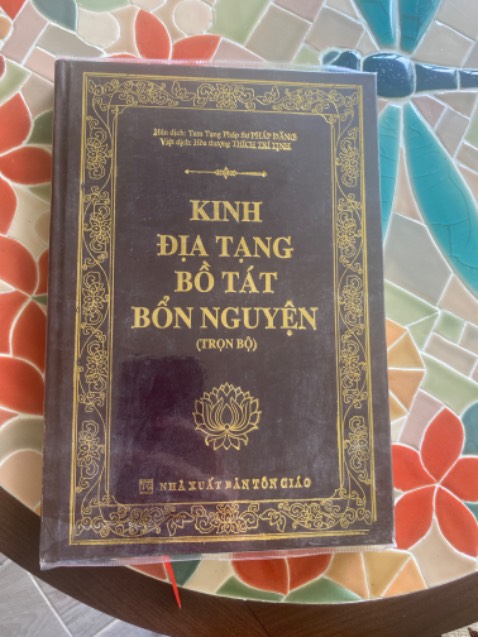 Hán dịch: Tam Tạng Pháp Sư PHÁP ĐĂNG
Việt dịch: Hòa thượng THÍCH TRÍ TỊNH
KINH
ĐỊA TẠNG
BỒ TÁT
BỔN NGUYỆN
(TRỌN BỘ)
NHÀ XUẤT BẢN TÔN GIÁO